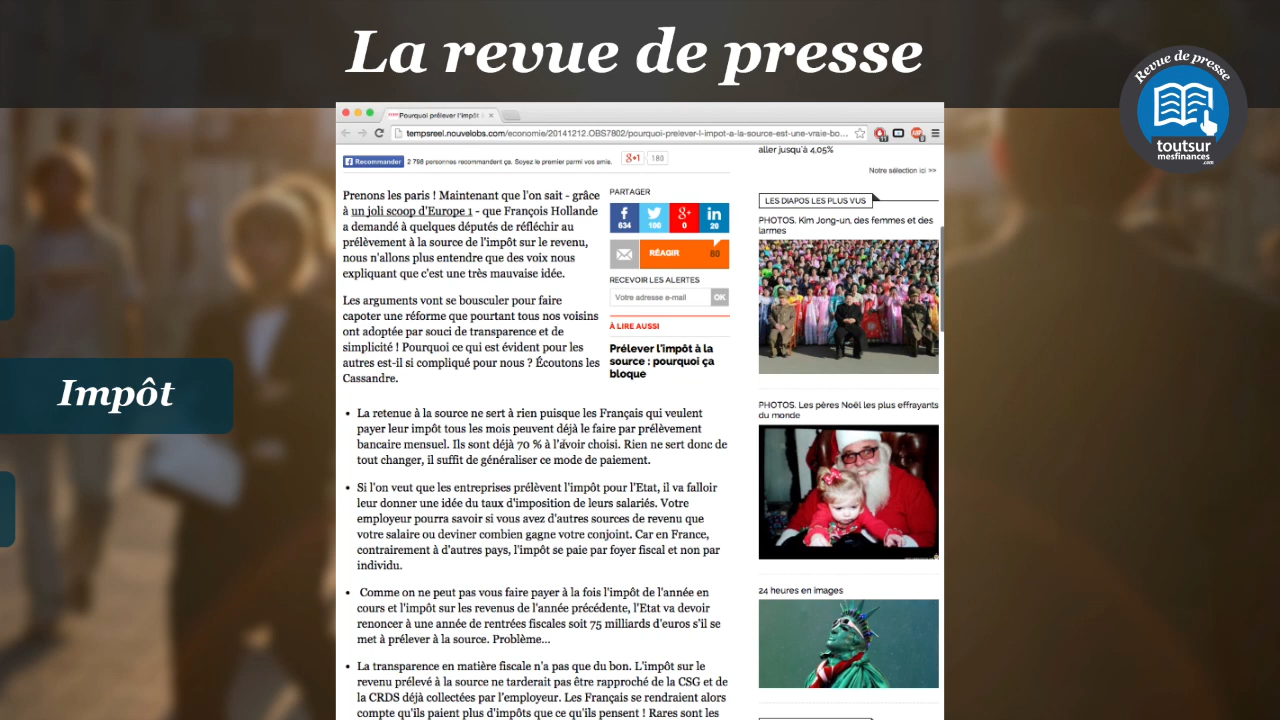 La revue de presse
Revue de presse
toutsur
mesfinances
.com
Impôt
Pourquoi prélever l'impôt
tempsreel.nouvelobs.com/economie/20141212.OBS7802/pourquoi-prelever-l-impot-a-la-source-est-une-vraie-bo...
Recommander
2 798 personnes recommandent ça. Soyez le premier parmi vos amis.
g+1
180
Prenons les paris ! Maintenant que l'on sait - grâce
à un joli scoop d'Europe 1 - que François Hollande
a demandé à quelques députés de réfléchir au
prélèvement à la source de l'impôt sur le revenu,
nous n'allons plus entendre que des voix nous
expliquant que c'est une très mauvaise idée.
Les arguments vont se bousculer pour faire
capoter une réforme que pourtant tous nos voisins
ont adoptée par souci de transparence et de
simplicité ! Pourquoi ce qui est évident pour les
autres est-il si compliqué pour nous ? Écoutons les
Cassandre.
PARTAGER
634
0
20
RÉAGIR
80
RECEVOIR LES ALERTES
Votre adresse e-mail
OK
À LIRE AUSSI
Prélever l'impôt à la
source : pourquoi ça
bloque
• La retenue à la source ne sert à rien puisque les Français qui veulent
payer leur impôt tous les mois peuvent déjà le faire par prélèvement
bancaire mensuel. Ils sont déjà 70 % à l'avoir choisi. Rien ne sert donc de
tout changer, il suffit de généraliser ce mode de paiement.
• Si l'on veut que les entreprises prélèvent l'impôt pour l'Etat, il va falloir
leur donner une idée du taux d'imposition de leurs salariés. Votre
employeur pourra savoir si vous avez d'autres sources de revenu que
votre salaire ou deviner combien gagne votre conjoint. Car en France,
contrairement à d'autres pays, l'impôt se paie par foyer fiscal et non par
individu.
• Comme on ne peut pas vous faire payer à la fois l'impôt de l'année en
cours et l'impôt sur les revenus de l'année précédente, l'Etat va devoir
renoncer à une année de rentrées fiscales soit 75 milliards d'euros s'il se
met à prélever à la source. Problème...
• La transparence en matière fiscale n'a pas que du bon. L'impôt sur le
revenu prélevé à la source ne tarderait pas être rapproché de la CSG et de
la CRDS déjà collectées par l'employeur. Les Français se rendraient alors
compte qu'ils paient plus d'impôts que ce qu'ils pensent ! Rares sont les
aller jusqu'à 4,05%
Notre sélection ici >>
LES DIAPOS LES PLUS VUS
PHOTOS. Kim Jong-un, des femmes et des
larmes
PHOTOS. Les pères Noël les plus effrayants
du monde
24 heures en images